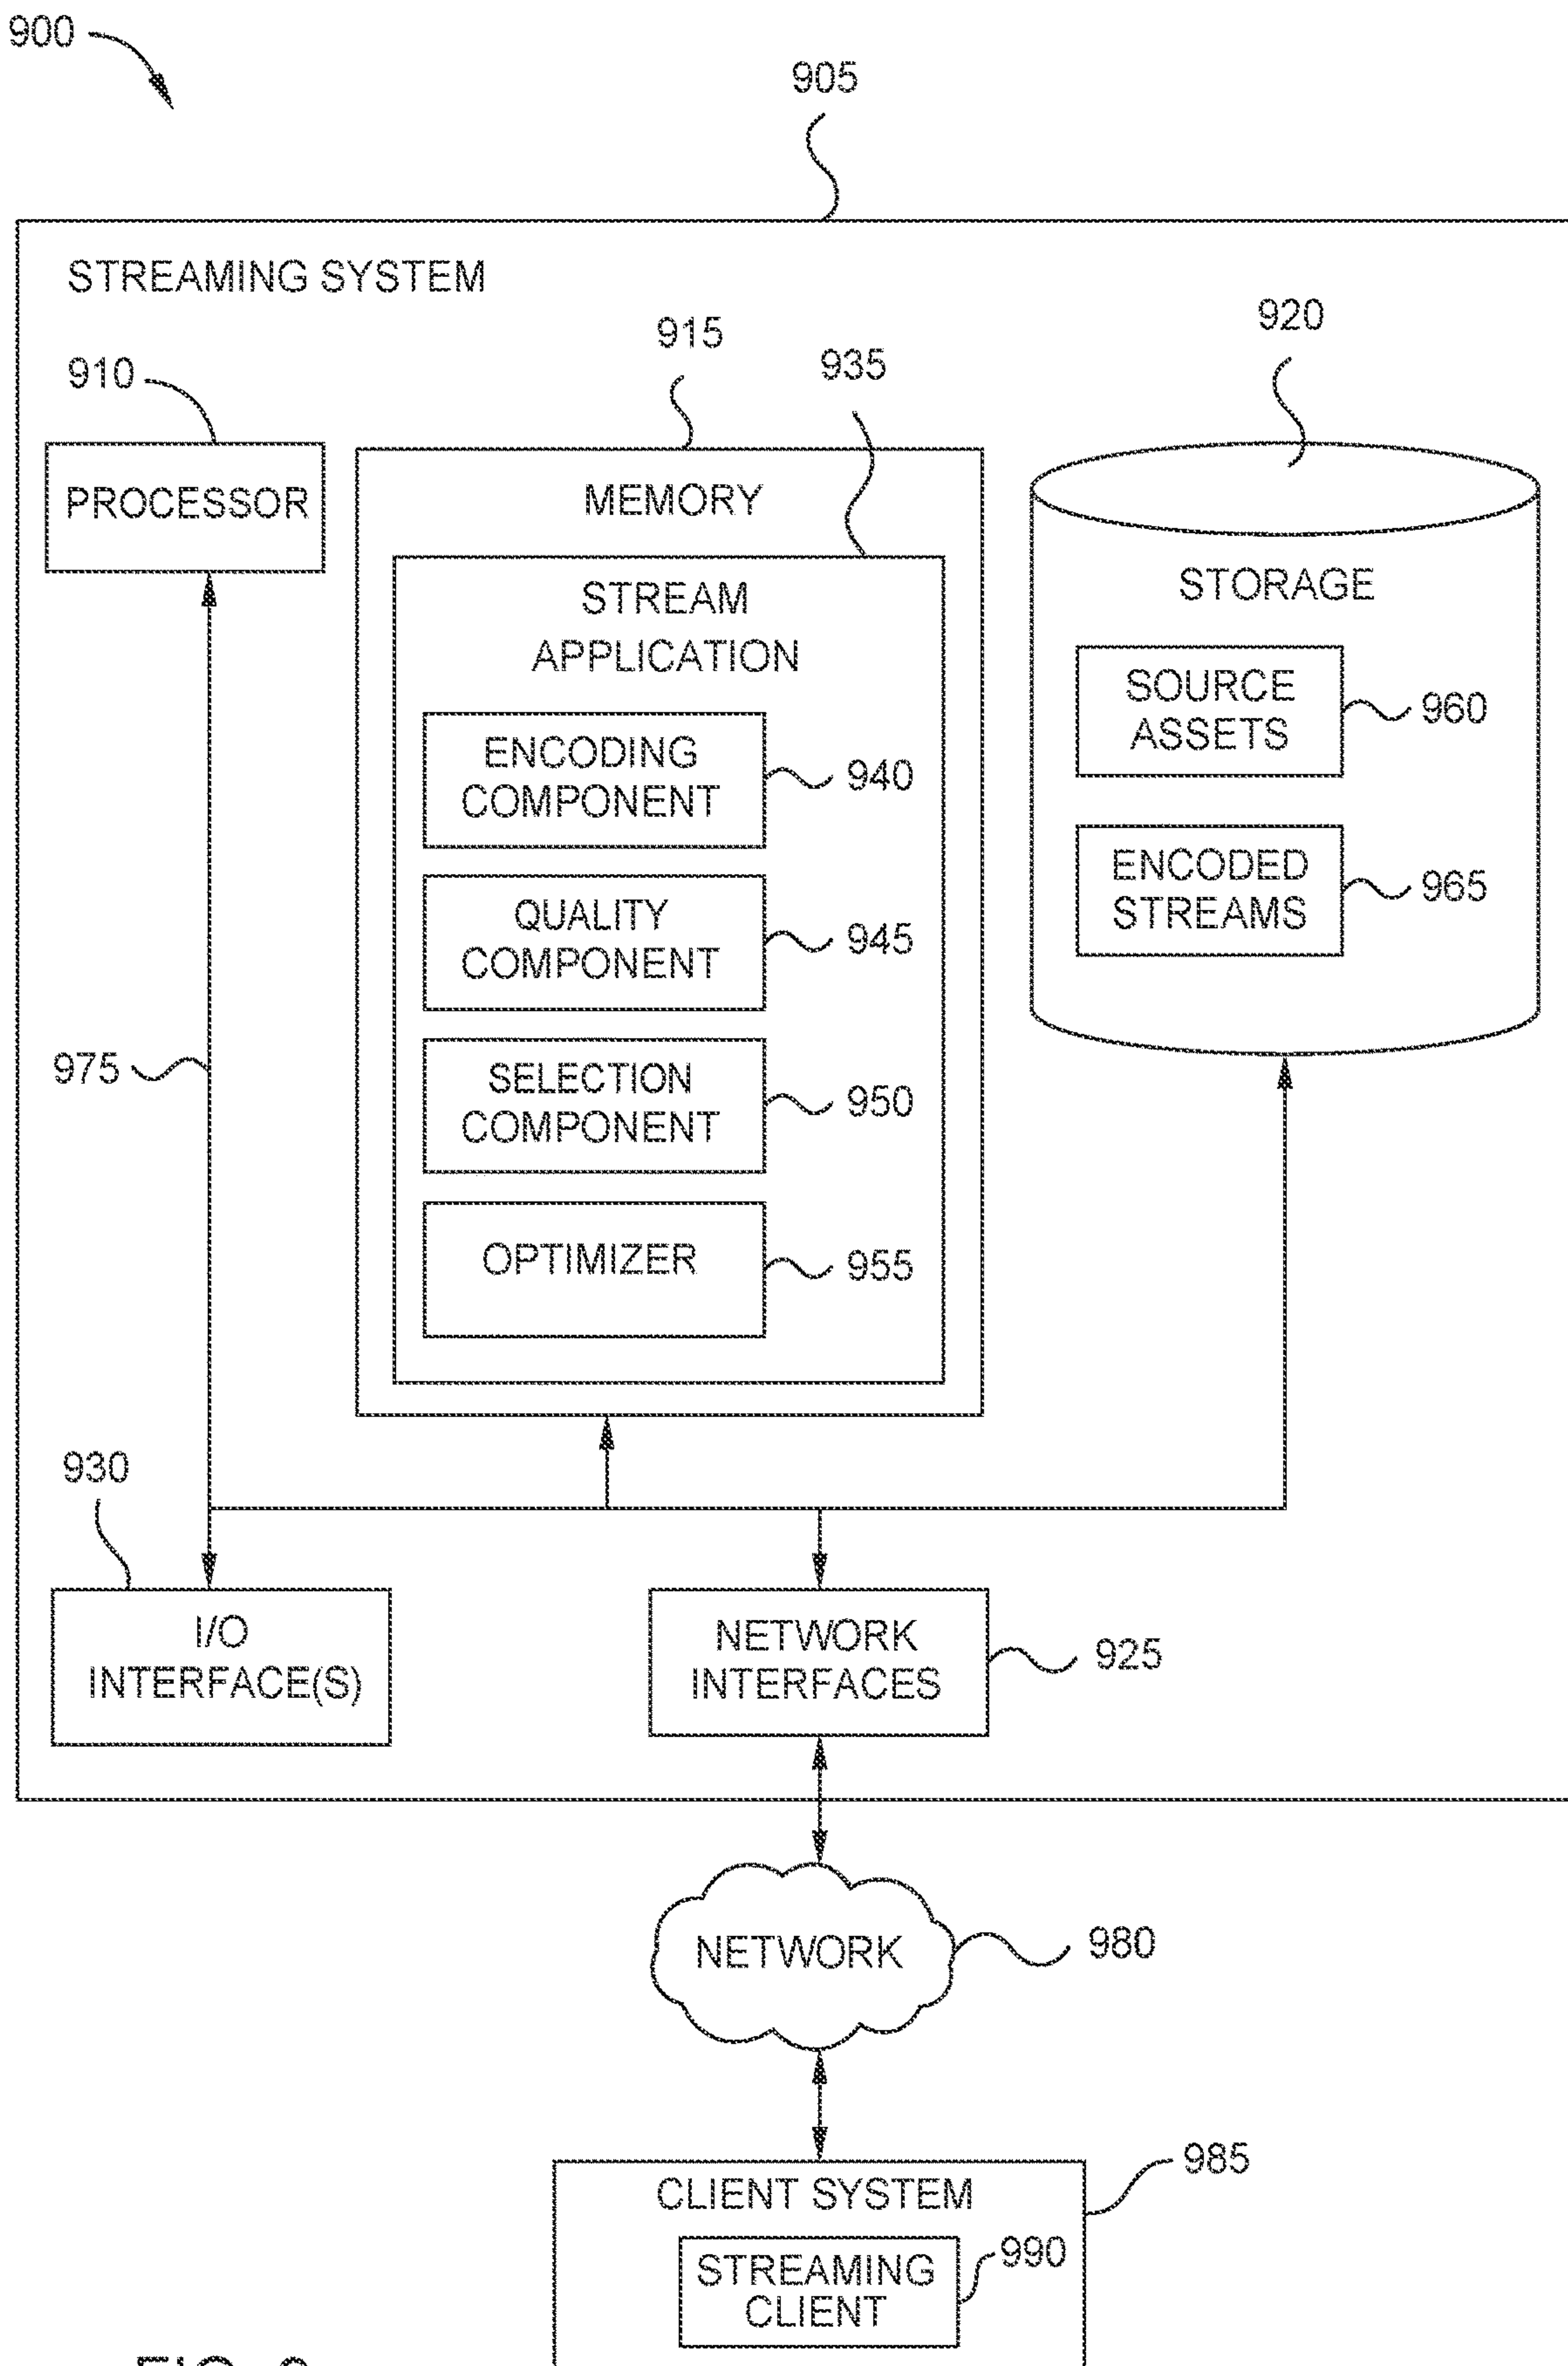 900
905
STREAMING SYSTEM
920
915
935
910
PROCESSOR
MEMORY
STREAM
APPLICATION
STORAGE
SOURCE
ASSETS
960
ENCODING
COMPONENT
940
ENCODED
STREAMS
965
QUALITY
COMPONENT
945
975
SELECTION
COMPONENT
950
OPTIMIZER
955
930
I/O
INTERFACE(S)
NETWORK
INTERFACES
925
NETWORK
980
985
CLIENT SYSTEM
STREAMING
CLIENT
990